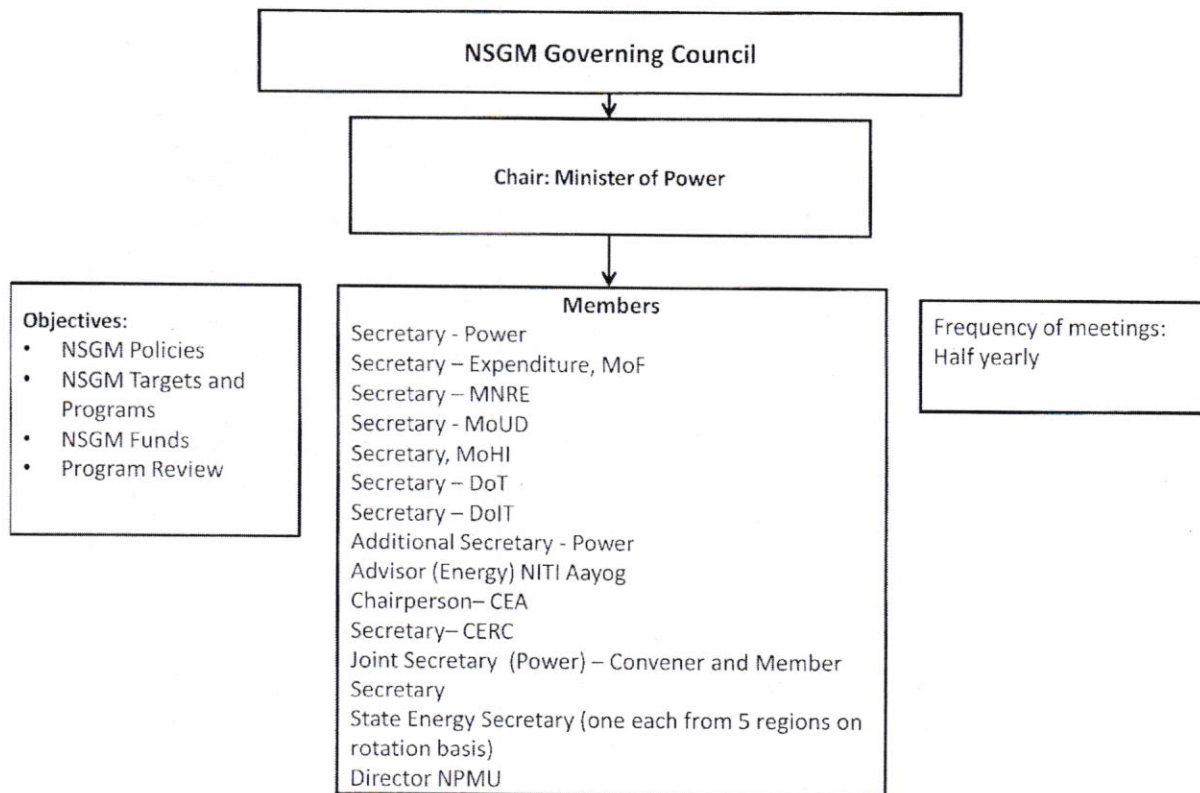 NSGM Governing Council
Chair: Minister of Power
Objectives:
• NSGM Policies
• NSGM Targets and
Programs
• NSGM Funds
• Program Review
Members
Secretary - Power
Secretary – Expenditure, MoF
Secretary – MNRE
Secretary - MoUD
Secretary, MoHI
Secretary – DoT
Secretary – DoIT
Additional Secretary - Power
Advisor (Energy) NITI Aayog
Chairperson– CEA
Secretary– CERC
Joint Secretary (Power) – Convener and Member
Secretary
State Energy Secretary (one each from 5 regions on
rotation basis)
Director NPMU
Frequency of meetings:
Half yearly